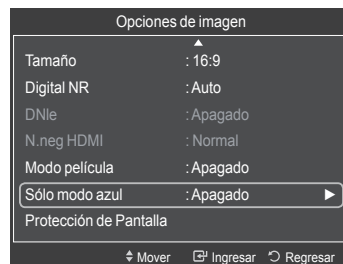 Opciones de imagen
Tamaño : 16:9
Digital NR : Auto
DNIe : Apagado
N.neg HDMI : Normal
Modo película : Apagado
Sólo modo azul : Apagado
Protección de Pantalla
Mover Ingresar Regresar